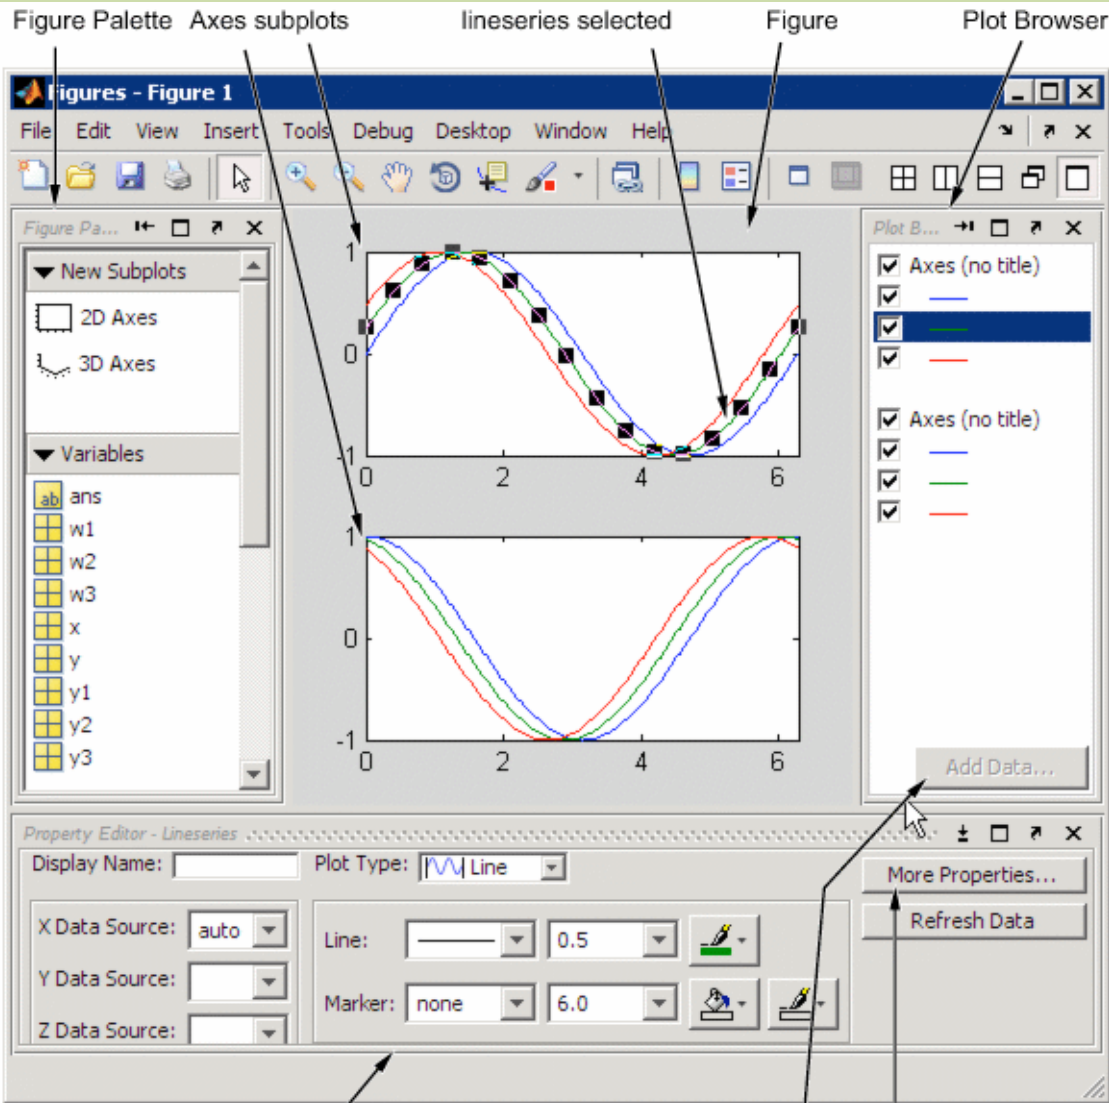 Figure Palette Axes subplots lineseries selected Figure Plot Browser
Figures - Figure 1
File Edit View Insert Tools Debug Desktop Window Help
Figure Pa...
New Subplots
2D Axes
3D Axes
Variables
ab ans
w1
w2
w3
x
y
y1
y2
y3
1
0
-1
0 2 4 6
1
0
-1
0 2 4 6
Plot B...
Axes (no title)
Axes (no title)
Add Data...
Property Editor - Lineseries
Display Name: Plot Type: Line
More Properties...
Refresh Data
X Data Source: auto
Y Data Source:
Z Data Source:
Line: 0.5
Marker: none 6.0